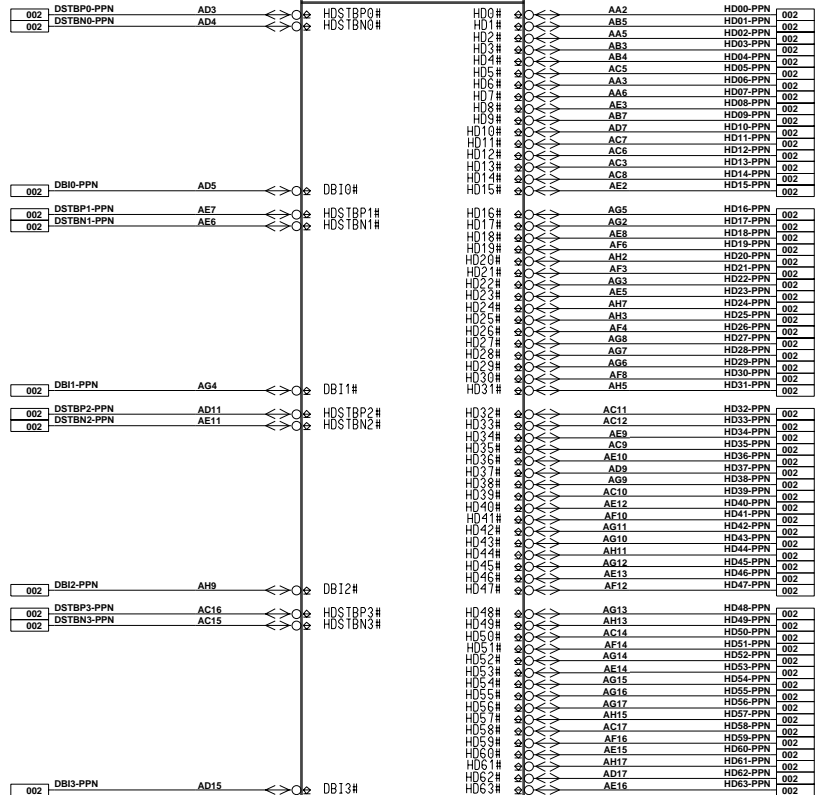 002 DSTBP0-PPN AD3 HDSTBP0# HD0# AA2 HD00-PPN 002
002 DSTBN0-PPN AD4 HDSTBN0# HD1# AB5 HD01-PPN 002
HD2# AA5 HD02-PPN 002
HD3# AB3 HD03-PPN 002
HD4# AB4 HD04-PPN 002
HD5# AC5 HD05-PPN 002
HD6# AA3 HD06-PPN 002
HD7# AA6 HD07-PPN 002
HD8# AE3 HD08-PPN 002
HD9# AB7 HD09-PPN 002
HD10# AD7 HD10-PPN 002
HD11# AC7 HD11-PPN 002
HD12# AC6 HD12-PPN 002
HD13# AC3 HD13-PPN 002
HD14# AC8 HD14-PPN 002
002 DBI0-PPN AD5 DBI0# HD15# AE2 HD15-PPN 002
002 DSTBP1-PPN AE7 HDSTBP1# HD16# AG5 HD16-PPN 002
002 DSTBN1-PPN AE6 HDSTBN1# HD17# AG2 HD17-PPN 002
HD18# AE8 HD18-PPN 002
HD19# AF6 HD19-PPN 002
HD20# AH2 HD20-PPN 002
HD21# AF3 HD21-PPN 002
HD22# AG3 HD22-PPN 002
HD23# AE5 HD23-PPN 002
HD24# AH7 HD24-PPN 002
HD25# AH3 HD25-PPN 002
HD26# AF4 HD26-PPN 002
HD27# AG8 HD27-PPN 002
HD28# AG7 HD28-PPN 002
HD29# AG6 HD29-PPN 002
HD30# AF8 HD30-PPN 002
002 DBI1-PPN AG4 DBI1# HD31# AH5 HD31-PPN 002
002 DSTBP2-PPN AD11 HDSTBP2# HD32# AC11 HD32-PPN 002
002 DSTBN2-PPN AE11 HDSTBN2# HD33# AC12 HD33-PPN 002
HD34# AE9 HD34-PPN 002
HD35# AC9 HD35-PPN 002
HD36# AE10 HD36-PPN 002
HD37# AD9 HD37-PPN 002
HD38# AG9 HD38-PPN 002
HD39# AC10 HD39-PPN 002
HD40# AE12 HD40-PPN 002
HD41# AF10 HD41-PPN 002
HD42# AG11 HD42-PPN 002
HD43# AG10 HD43-PPN 002
HD44# AH11 HD44-PPN 002
HD45# AG12 HD45-PPN 002
HD46# AE13 HD46-PPN 002
002 DBI2-PPN AH9 DBI2# HD47# AF12 HD47-PPN 002
002 DSTBP3-PPN AC16 HDSTBP3# HD48# AG13 HD48-PPN 002
002 DSTBN3-PPN AC15 HDSTBN3# HD49# AH13 HD49-PPN 002
HD50# AC14 HD50-PPN 002
HD51# AF14 HD51-PPN 002
HD52# AG14 HD52-PPN 002
HD53# AE14 HD53-PPN 002
HD54# AG15 HD54-PPN 002
HD55# AG16 HD55-PPN 002
HD56# AG17 HD56-PPN 002
HD57# AH15 HD57-PPN 002
HD58# AC17 HD58-PPN 002
HD59# AF16 HD59-PPN 002
HD60# AE15 HD60-PPN 002
HD61# AH17 HD61-PPN 002
HD62# AD17 HD62-PPN 002
002 DBI3-PPN AD15 DBI3# HD63# AE16 HD63-PPN 002